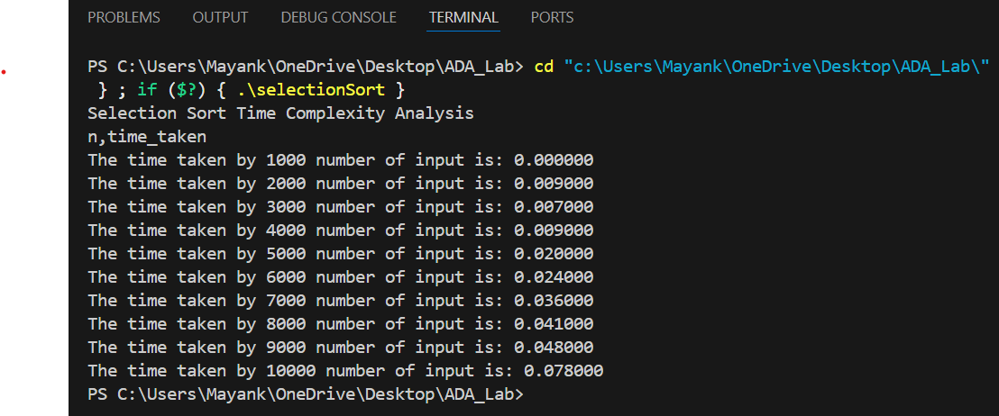 PROBLEMS OUTPUT DEBUG CONSOLE TERMINAL PORTS
PS C:\Users\Mayank\OneDrive\Desktop\ADA_Lab> cd "c:\Users\Mayank\OneDrive\Desktop\ADA_Lab\"
} ; if ($?) { .\selectionSort }
Selection Sort Time Complexity Analysis
n,time_taken
The time taken by 1000 number of input is: 0.000000
The time taken by 2000 number of input is: 0.009000
The time taken by 3000 number of input is: 0.007000
The time taken by 4000 number of input is: 0.009000
The time taken by 5000 number of input is: 0.020000
The time taken by 6000 number of input is: 0.024000
The time taken by 7000 number of input is: 0.036000
The time taken by 8000 number of input is: 0.041000
The time taken by 9000 number of input is: 0.048000
The time taken by 10000 number of input is: 0.078000
PS C:\Users\Mayank\OneDrive\Desktop\ADA_Lab>